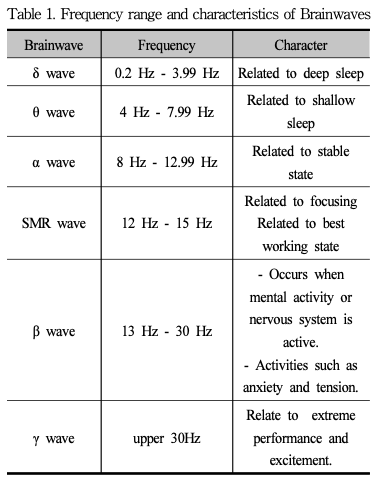 Table 1. Frequency range and characteristics of Brainwaves
Brainwave Frequency Character
δ wave 0.2 Hz - 3.99 Hz Related to deep sleep
θ wave 4 Hz - 7.99 Hz Related to shallow
sleep
α wave 8 Hz - 12.99 Hz Related to stable
state
SMR wave 12 Hz - 15 Hz Related to focusing
Related to best
working state
β wave 13 Hz - 30 Hz - Occurs when
mental activity or
nervous system is
active.
- Activities such as
anxiety and tension.
γ wave upper 30Hz Relate to extreme
performance and
excitement.